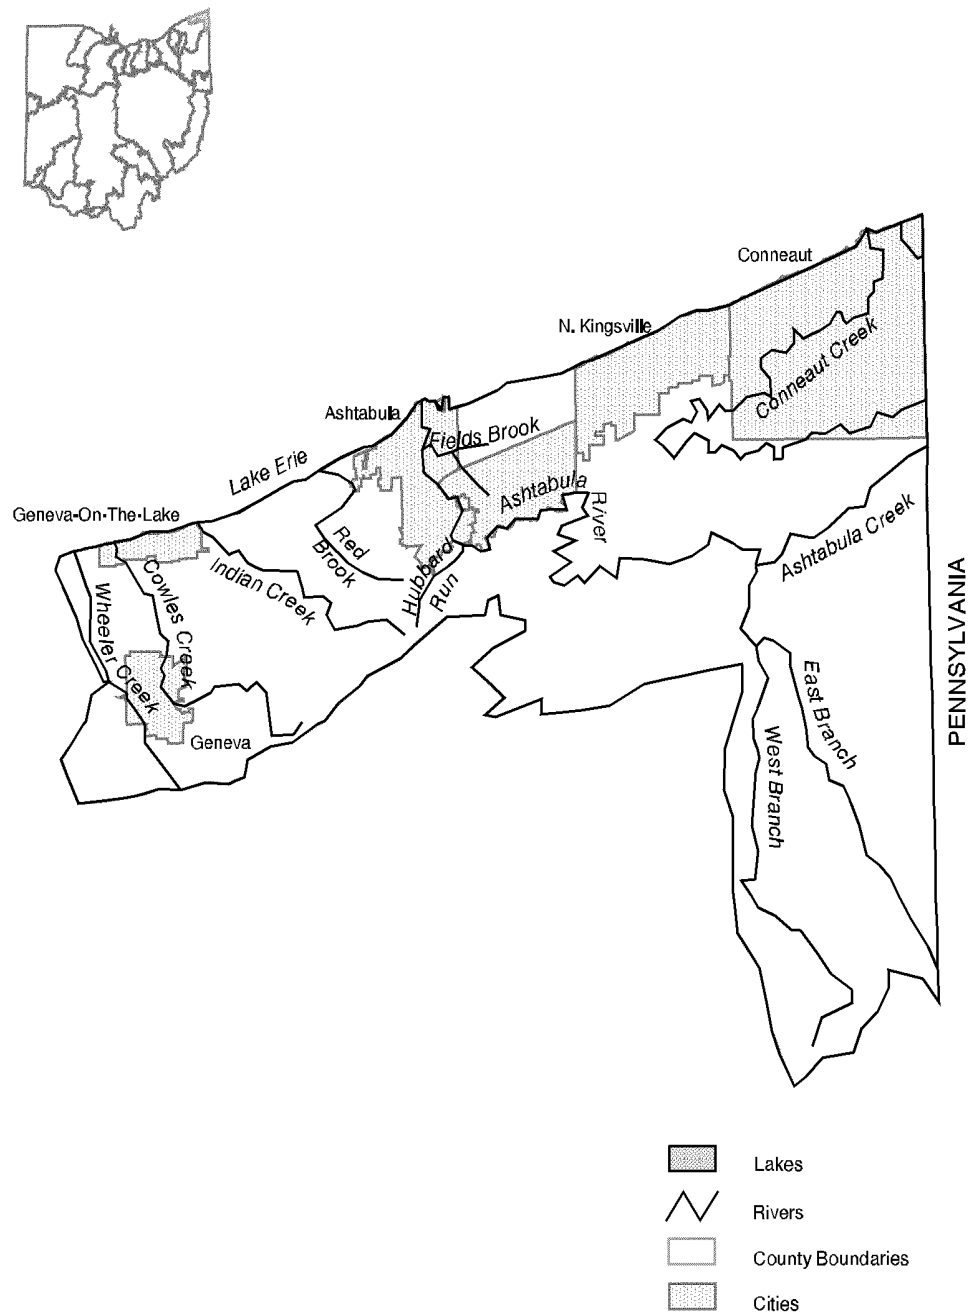 Conneaut
N. Kingsville
Conneaut Creek
Ashtabula
Fields Brook
Lake Erie
Ashtabula
River
Geneva-On-The-Lake
Ashtabula Creek
Red
Brook
Hubbard
Run
Indian Creek
Cowles Creek
Wheeler Creek
PENNSYLVANIA
East Branch
West Branch
Geneva
Lakes
Rivers
County Boundaries
Cities